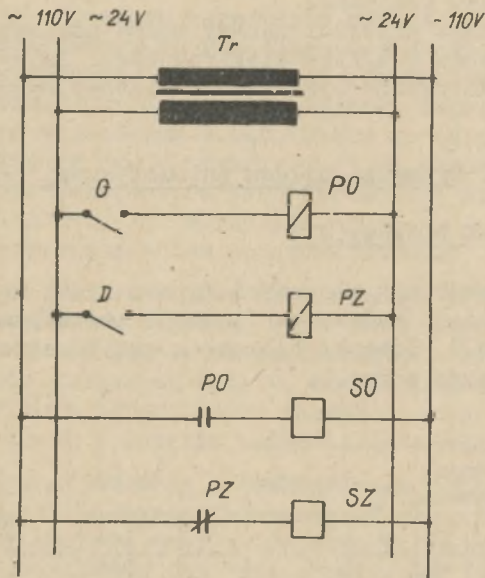 ~ 110V ~24V ~24V ~ 110V
Tr
G PO
D PZ
PO SO
PZ SZ